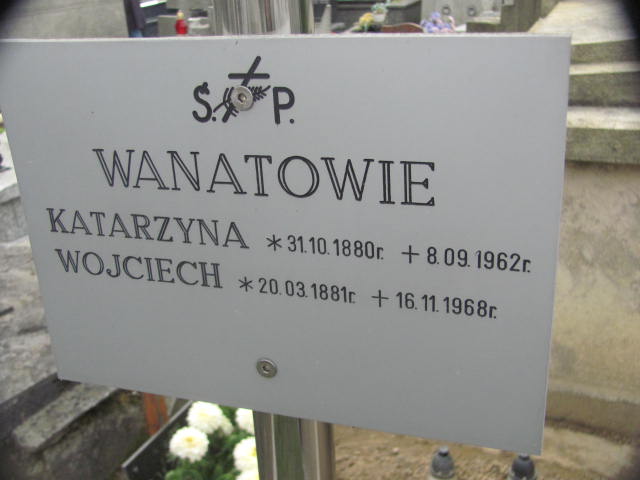 Ś. P.
WANATOWIE
KATARZYNA *31.10.1880r. +8.09.1962r.
WOJCIECH *20.03.1881r. +16.11.1968r.